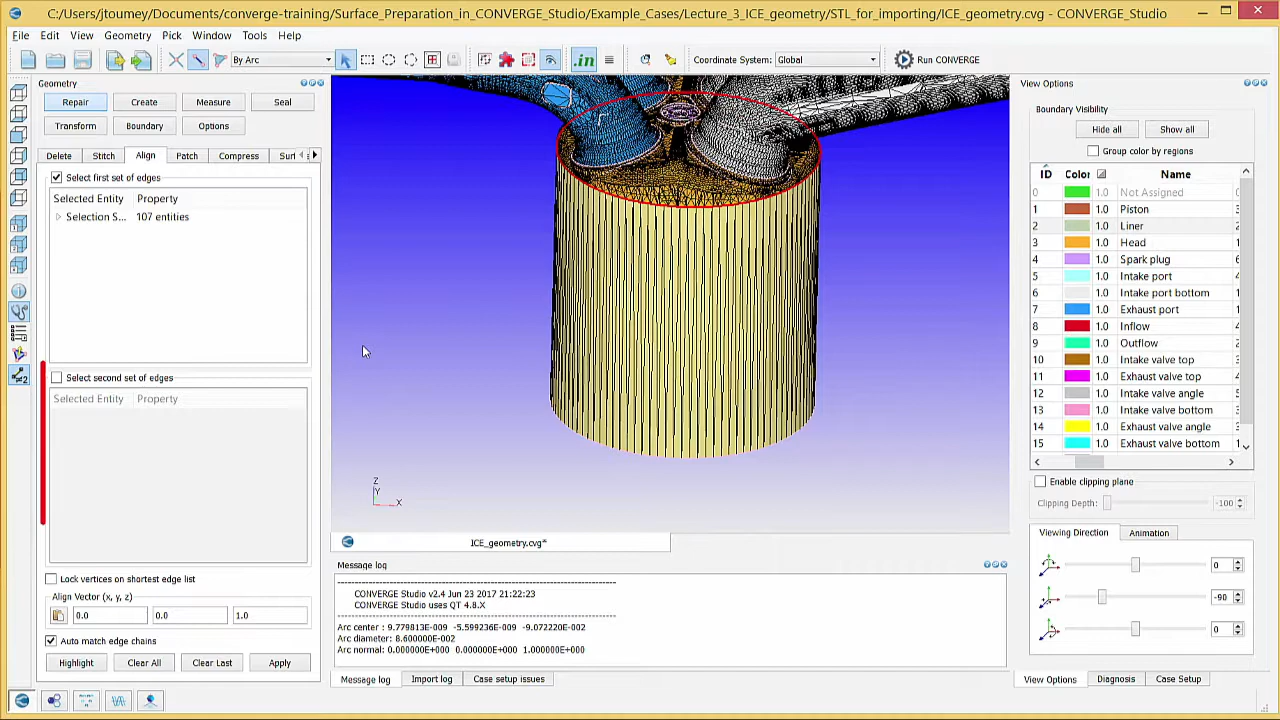 C:/Users/jtoumey/Documents/converge-training/Surface_Preparation_in_CONVERGE_Studio/Example_Cases/Lecture_3_ICE_geometry/STL_for_importing/ICE_geometry.cvg - CONVERGE_Studio
File Edit View Geometry Pick Window Tools Help
By Arc .in Coordinate System: Global Run CONVERGE
Geometry
Repair Create Measure Seal
Transform Boundary Options
Delete Stitch Align Patch Compress
Select first set of edges
Selected Entity Property
Selection S... 107 entities
Select second set of edges
Selected Entity Property
Lock vertices on shortest edge list
Align Vector (x, y, z)
0.0 0.0 1.0
Auto match edge chains
Highlight Clear All Clear Last Apply
Z
Y
X
ICE_geometry.cvg*
Message log
CONVERGE Studio v2.4 Jun 23 2017 21:22:23
CONVERGE Studio uses QT 4.8.X
Arc center : 9.779813E-009 -5.599236E-009 -9.072220E-002
Arc diameter: 8.600000E-002
Arc normal: 0.000000E+000 0.000000E+000 1.000000E+000
Message log Import log Case setup issues
View Options
Boundary Visibility
Hide all Show all
Group color by regions
ID Color Name
0 1.0 Not Assigned
1 1.0 Piston
2 1.0 Liner
3 1.0 Head
4 1.0 Spark plug
5 1.0 Intake port
6 1.0 Intake port bottom
7 1.0 Exhaust port
8 1.0 Inflow
9 1.0 Outflow
10 1.0 Intake valve top
11 1.0 Exhaust valve top
12 1.0 Intake valve angle
13 1.0 Intake valve bottom
14 1.0 Exhaust valve angle
15 1.0 Exhaust valve bottom
Enable clipping plane
Clipping Depth: -100
Viewing Direction Animation
0
-90
0
View Options Diagnosis Case Setup